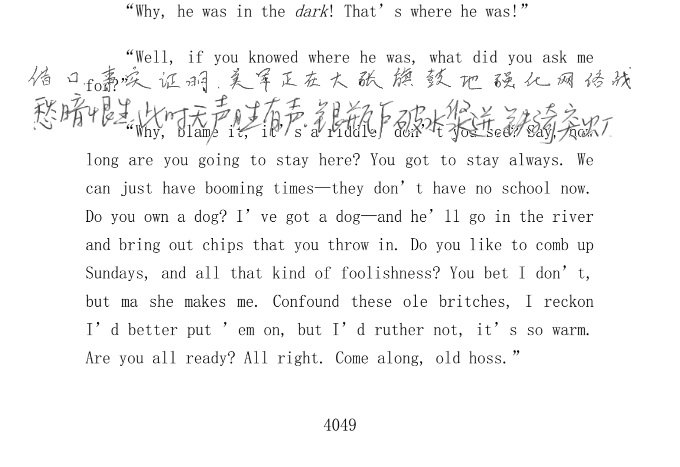 “Why, he was in the dark! That’s where he was!”
“Well, if you knowed where he was, what did you ask me
借口。事实证明，美军正在大张旗鼓地强化网络战
for?”
愁暗恨生，此时无声胜有声。银瓶乍破水浆迸，铁骑突出刀
“Why, blame it, it’s a riddle, don’t you see? Say, how
long are you going to stay here? You got to stay always. We
can just have booming times—they don’t have no school now.
Do you own a dog? I’ve got a dog—and he’ll go in the river
and bring out chips that you throw in. Do you like to comb up
Sundays, and all that kind of foolishness? You bet I don’t,
but ma she makes me. Confound these ole britches, I reckon
I’d better put ’em on, but I’d ruther not, it’s so warm.
Are you all ready? All right. Come along, old hoss.”
4049